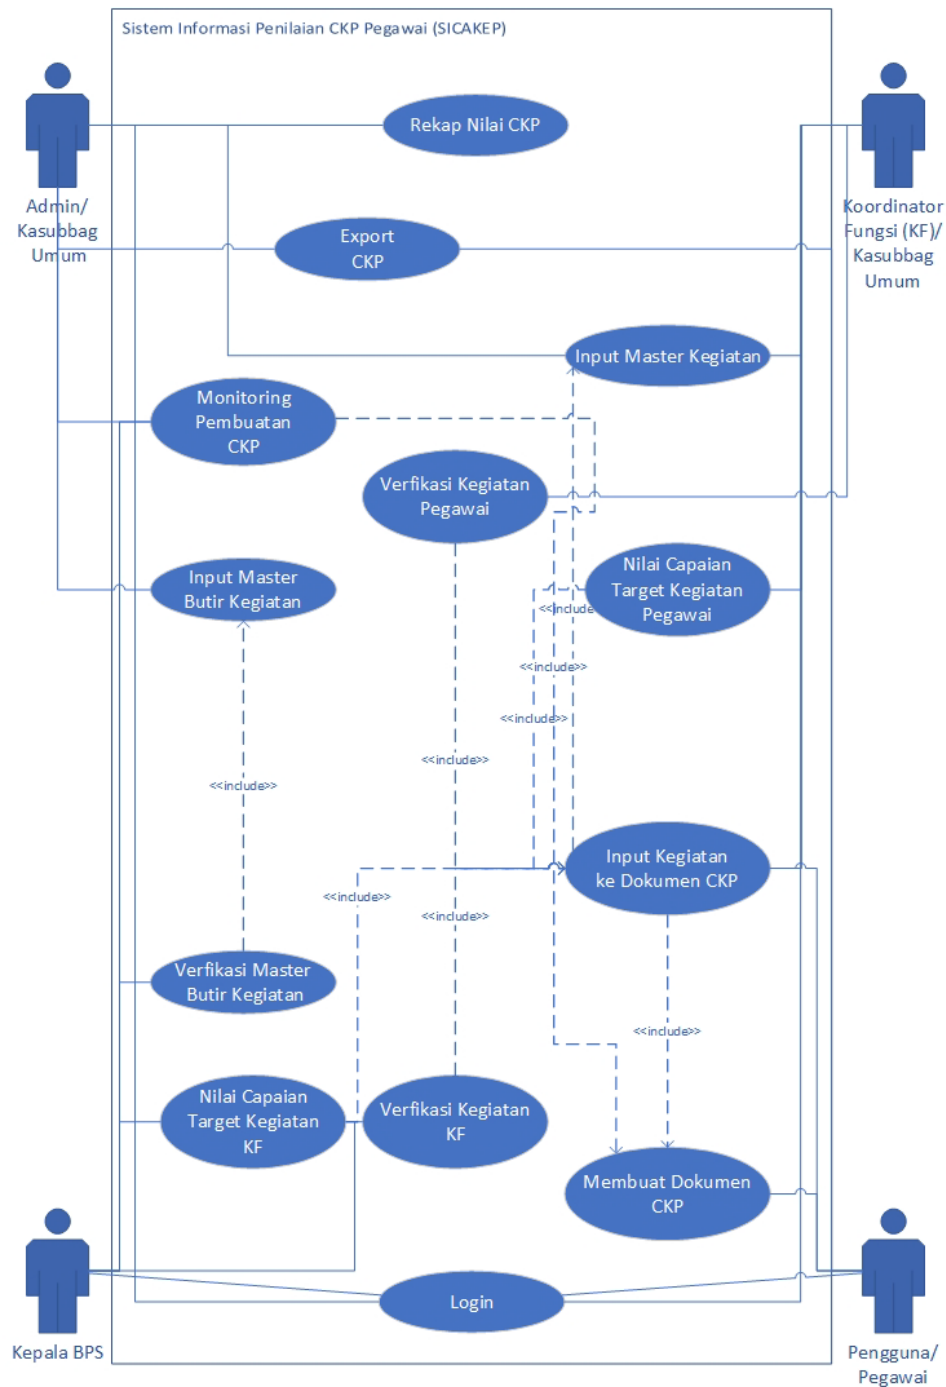 Sistem Informasi Penilaian CKP Pegawai (SICAKEP)
Rekap Nilai CKP
Admin/
Kasubbag
Umum
Koordinator
Fungsi (KF)/
Kasubbag
Umum
Export
CKP
Input Master Kegiatan
Monitoring
Pembuatan
CKP
Verfikasi Kegiatan
Pegawai
Input Master
Butir Kegiatan
Nilai Capaian
Target Kegiatan
Pegawai
<<include
<<include>>
<<include>>
<<include>>
<<include>>
Input Kegiatan
ke Dokumen CKP
<<include>>
<<include>>
Verfikasi Master
Butir Kegiatan
<<include>>
Nilai Capaian
Target Kegiatan
KF
Verfikasi Kegiatan
KF
Membuat Dokumen
CKP
Login
Kepala BPS
Pengguna/
Pegawai